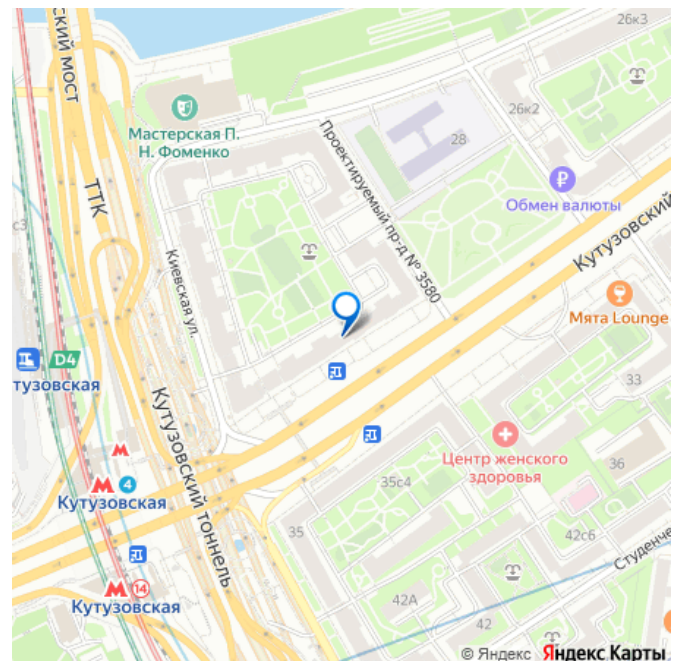 ский мост
26к3
26к2
28
Мастерская П.
Н. Фоменко
Проектируемый пр-д № 3580
Обмен валюты
ТТК
с3
Киевская ул.
Кутузовский
Мята Lounge
D4
тузовская
33
Кутузовский тоннель
Центр женского
здоровья
36
4
Кутузовская
35с4
35
42с6
Студенче
14
Кутузовская
42А
42
© Яндекс Яндекс Карты